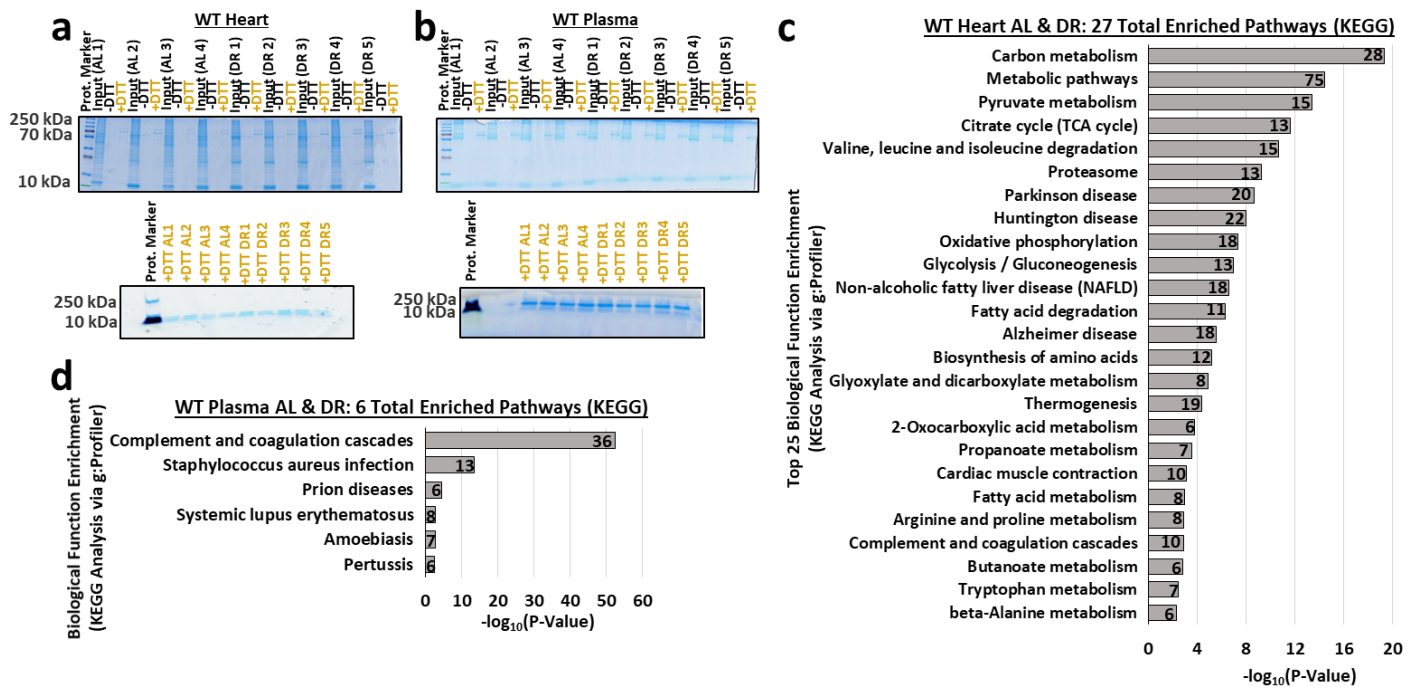 a
WT Heart
Prot. Marker
Input (AL 1)
-DTT
+DTT
Input (AL 2)
-DTT
+DTT
Input (AL 3)
-DTT
+DTT
Input (AL 4)
-DTT
+DTT
Input (DR 1)
-DTT
+DTT
Input (DR 2)
-DTT
+DTT
Input (DR 3)
-DTT
+DTT
Input (DR 4)
-DTT
+DTT
Input (DR 5)
-DTT
+DTT
250 kDa
70 kDa
10 kDa
Prot. Marker
+DTT AL1
+DTT AL2
+DTT AL3
+DTT AL4
+DTT DR1
+DTT DR2
+DTT DR3
+DTT DR4
+DTT DR5
250 kDa
10 kDa
b
WT Plasma
Prot. Marker
Input (AL 1)
-DTT
+DTT
Input (AL 2)
-DTT
+DTT
Input (AL 3)
-DTT
+DTT
Input (AL 4)
-DTT
+DTT
Input (DR 1)
-DTT
+DTT
Input (DR 2)
-DTT
+DTT
Input (DR 3)
-DTT
+DTT
Input (DR 4)
-DTT
+DTT
Input (DR 5)
-DTT
+DTT
250 kDa
70 kDa
10 kDa
Prot. Marker
+DTT AL1
+DTT AL2
+DTT AL3
+DTT AL4
+DTT DR1
+DTT DR2
+DTT DR3
+DTT DR4
+DTT DR5
250 kDa
10 kDa
c
WT Heart AL & DR: 27 Total Enriched Pathways (KEGG)
Top 25 Biological Function Enrichment
(KEGG Analysis via g:Profiler)
Carbon metabolism 28
Metabolic pathways 75
Pyruvate metabolism 15
Citrate cycle (TCA cycle) 13
Valine, leucine and isoleucine degradation 15
Proteasome 13
Parkinson disease 20
Huntington disease 22
Oxidative phosphorylation 18
Glycolysis / Gluconeogenesis 13
Non-alcoholic fatty liver disease (NAFLD) 18
Fatty acid degradation 11
Alzheimer disease 18
Biosynthesis of amino acids 12
Glyoxylate and dicarboxylate metabolism 8
Thermogenesis 19
2-Oxocarboxylic acid metabolism 6
Propanoate metabolism 7
Cardiac muscle contraction 10
Fatty acid metabolism 8
Arginine and proline metabolism 8
Complement and coagulation cascades 10
Butanoate metabolism 6
Tryptophan metabolism 7
beta-Alanine metabolism 6
0 4 8 12 16 20
-log10(P-Value)
d
WT Plasma AL & DR: 6 Total Enriched Pathways (KEGG)
Biological Function Enrichment
(KEGG Analysis via g:Profiler)
Complement and coagulation cascades 36
Staphylococcus aureus infection 13
Prion diseases 6
Systemic lupus erythematosus 8
Amoebiasis 7
Pertussis 6
0 10 20 30 40 50 60
-log10(P-Value)